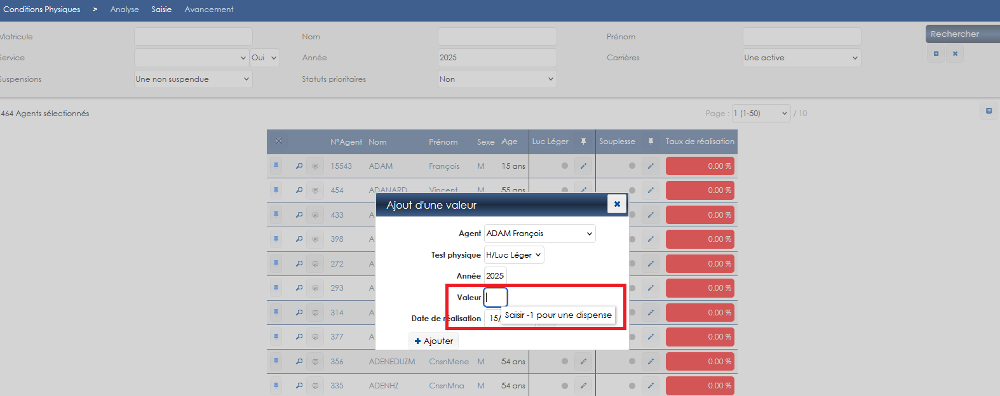 Conditions Physiques > Analyse Saisie Avancement
Matricule Nom Prénom Rechercher
Service Oui Année 2025 Carrières Une active
Suspensions Une non suspendue Statuts prioritaires Non
464 Agents sélectionnés Page : 1 (1-50) / 10
N°Agent Nom Prénom Sexe Age Luc Léger Souplesse Taux de réalisation
15543 ADAM François M 15 ans 0.00 %
454 ADANARD Vincent M 55 ans 0.00 %
433 A 0.00 %
398 A 0.00 %
272 A 0.00 %
293 A 0.00 %
314 A 0.00 %
377 A 0.00 %
356 ADENEDUZM CnsnMene M 54 ans 0.00 %
335 ADENHZ CnsnMna M 54 ans 0.00 %
Ajout d'une valeur
Agent ADAM François
Test physique H/Luc Léger
Année 2025
Valeur
Saisir -1 pour une dispense
Date de réalisation 15/
Ajouter